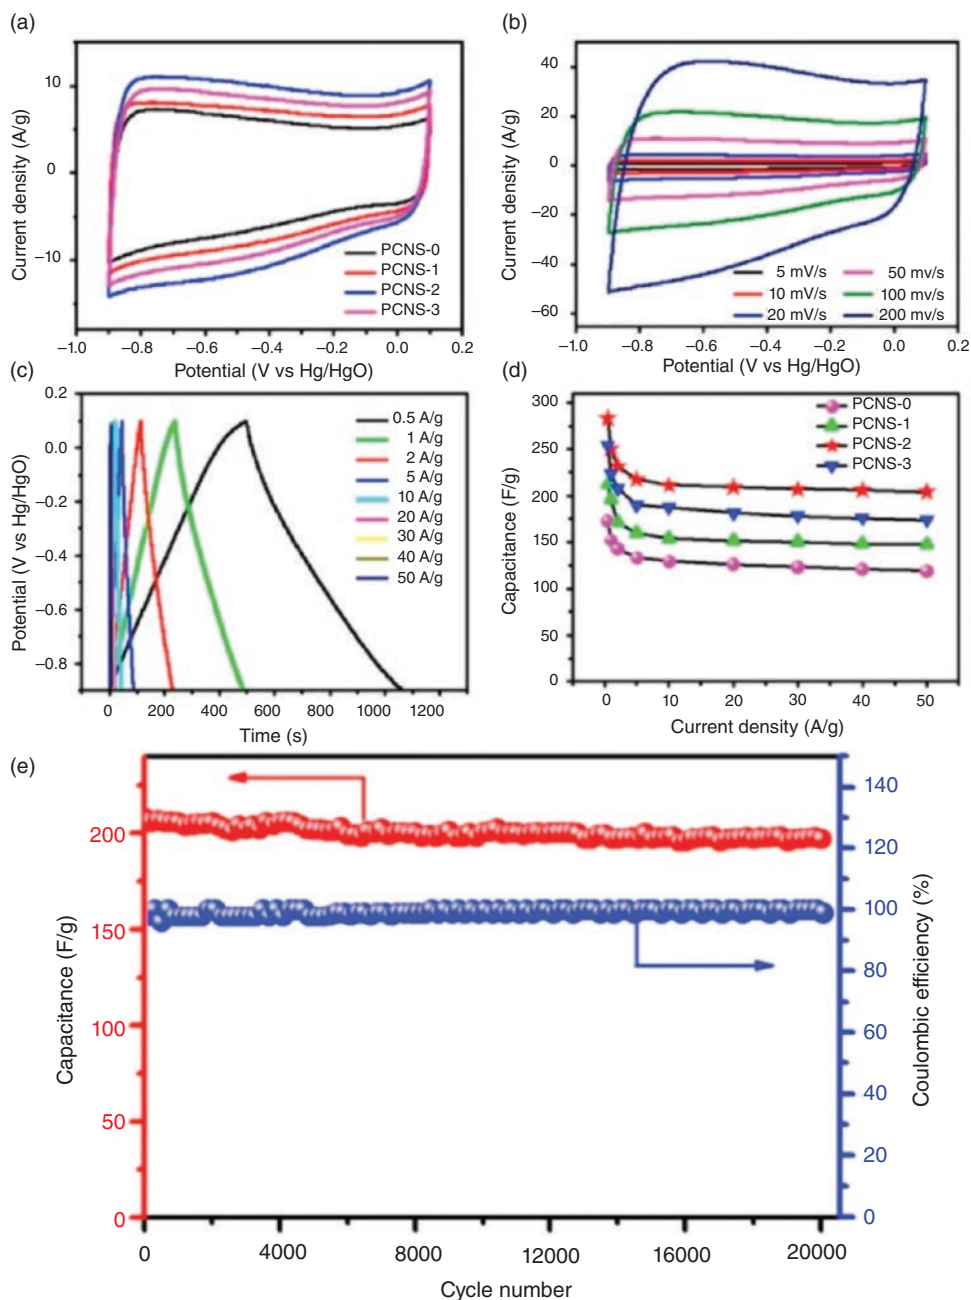 (a)
Current density (A/g)
10
0
−10
−1.0 −0.8 −0.6 −0.4 −0.2 0.0 0.2
Potential (V vs Hg/HgO)
PCNS-0
PCNS-1
PCNS-2
PCNS-3
(b)
Current density (A/g)
40
20
0
−20
−40
−60
−1.0 −0.8 −0.6 −0.4 −0.2 0.0 0.2
Potential (V vs Hg/HgO)
5 mV/s 50 mv/s
10 mV/s 100 mv/s
20 mV/s 200 mv/s
(c)
Potential (V vs Hg/HgO)
0.2
0.0
−0.2
−0.4
−0.6
−0.8
0 200 400 600 800 1000 1200
Time (s)
0.5 A/g
1 A/g
2 A/g
5 A/g
10 A/g
20 A/g
30 A/g
40 A/g
50 A/g
(d)
Capacitance (F/g)
300
250
200
150
100
50
0
0 10 20 30 40 50
Current density (A/g)
PCNS-0
PCNS-1
PCNS-2
PCNS-3
(e)
Capacitance (F/g)
200
150
100
50
0
0 4000 8000 12000 16000 20000
Cycle number
140
120
100
80
60
40
20
0
Coulombic efficiency (%)